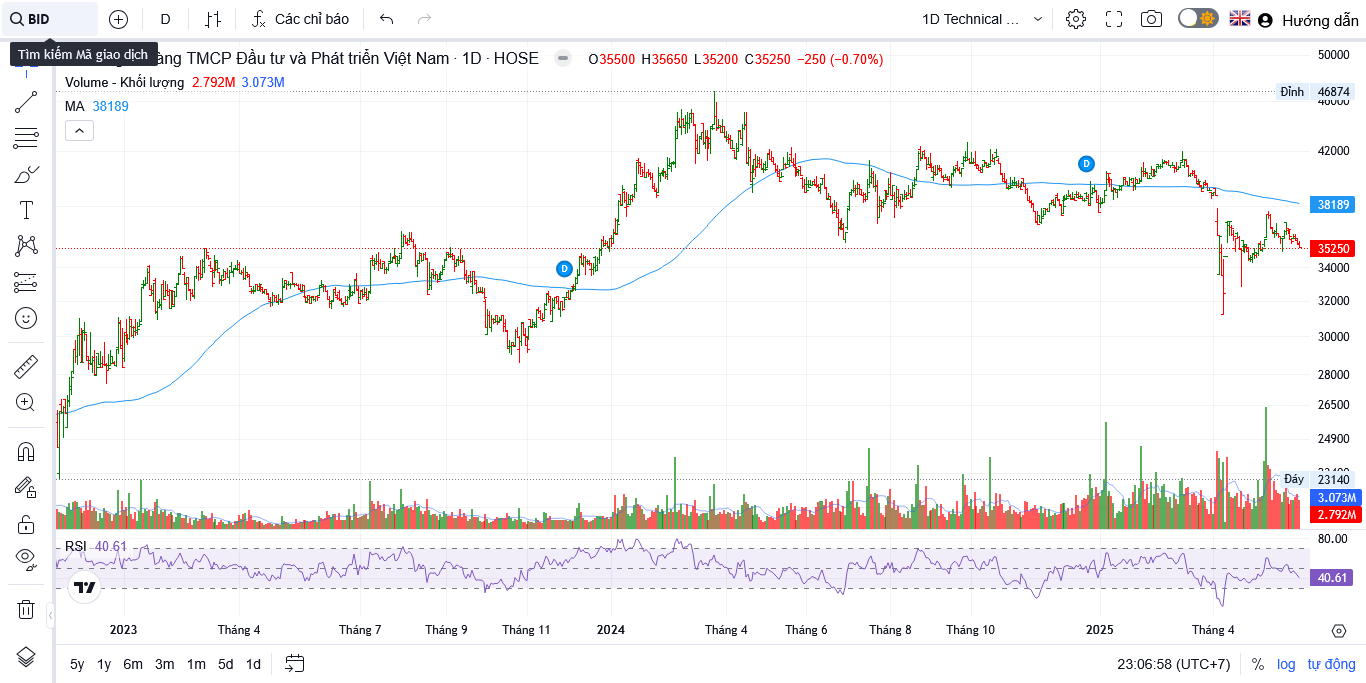 BID
D
Các chỉ báo
1D Technical ...
Hướng dẫn
Tìm kiếm Mã giao dịch
àng TMCP Đầu tư và Phát triển Việt Nam · 1D · HOSE
O35500 H35650 L35200 C35250 −250 (−0.70%)
Volume - Khối lượng 2.792M 3.073M
MA 38189
50000
Đỉnh 46874
46000
42000
38189
35250
34000
32000
30000
28000
26500
24900
Đáy 23140
3.073M
2.792M
D
D
RSI 40.61
80.00
40.61
2023 Tháng 4 Tháng 7 Tháng 9 Tháng 11 2024 Tháng 4 Tháng 6 Tháng 8 Tháng 10 2025 Tháng 4
5y 1y 6m 3m 1m 5d 1d
23:06:58 (UTC+7) % log tự động